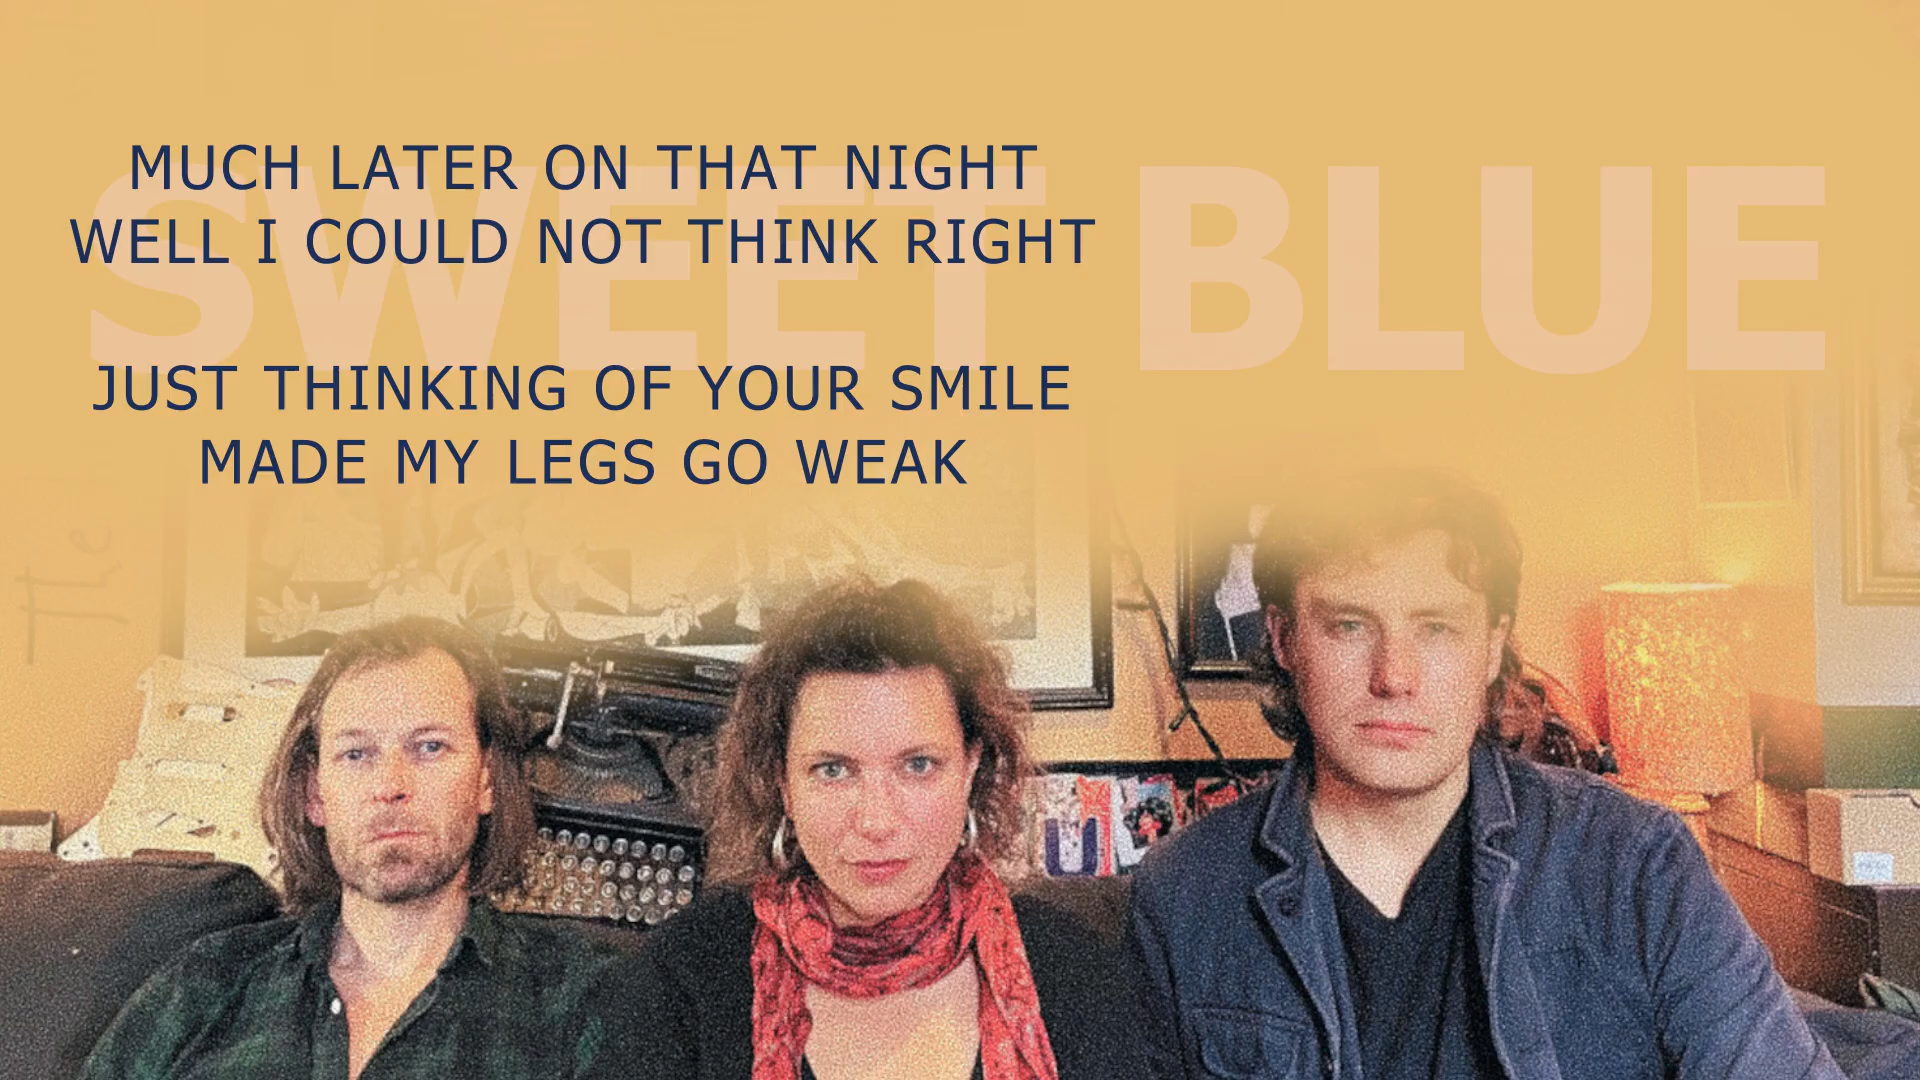 SWEET BLUE
MUCH LATER ON THAT NIGHT
WELL I COULD NOT THINK RIGHT
JUST THINKING OF YOUR SMILE
MADE MY LEGS GO WEAK